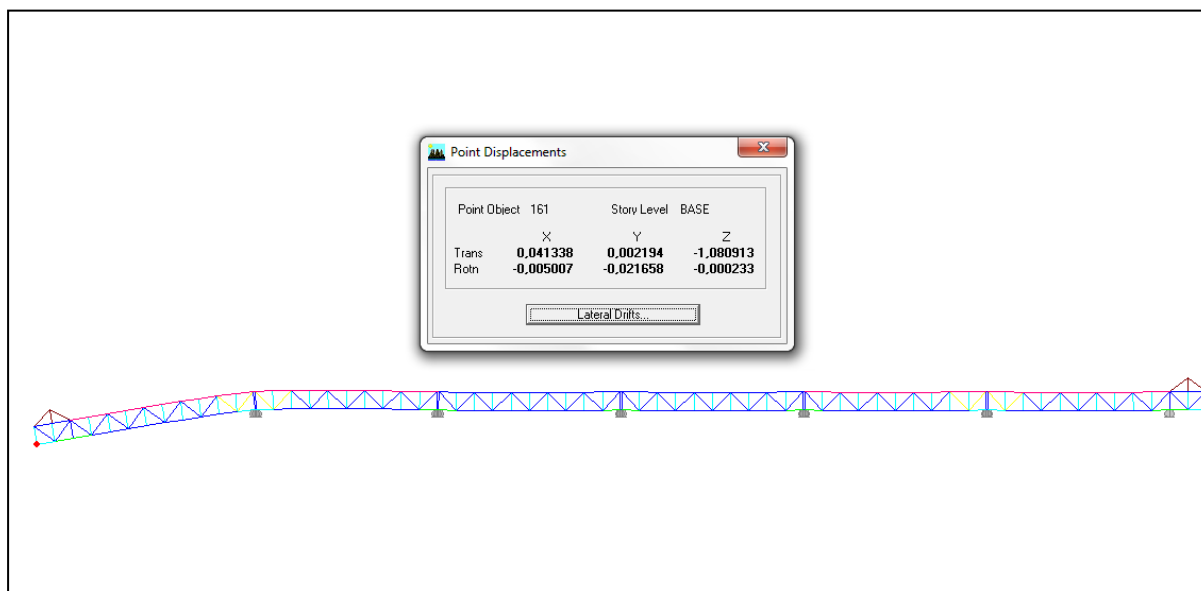 Point Displacements
Point Object 161 Story Level BASE
X Y Z
Trans 0,041338 0,002194 -1,080913
Rotn -0,005007 -0,021658 -0,000233
Lateral Drifts...